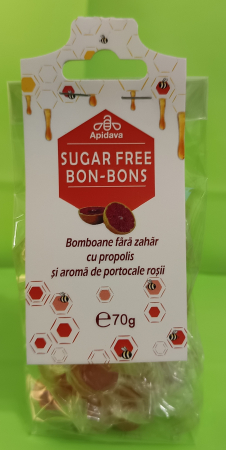 Apidava
SUGAR FREE
BON-BONS
Bomboane fără zahăr
cu propolis
și aromă de portocale roșii
℮70g